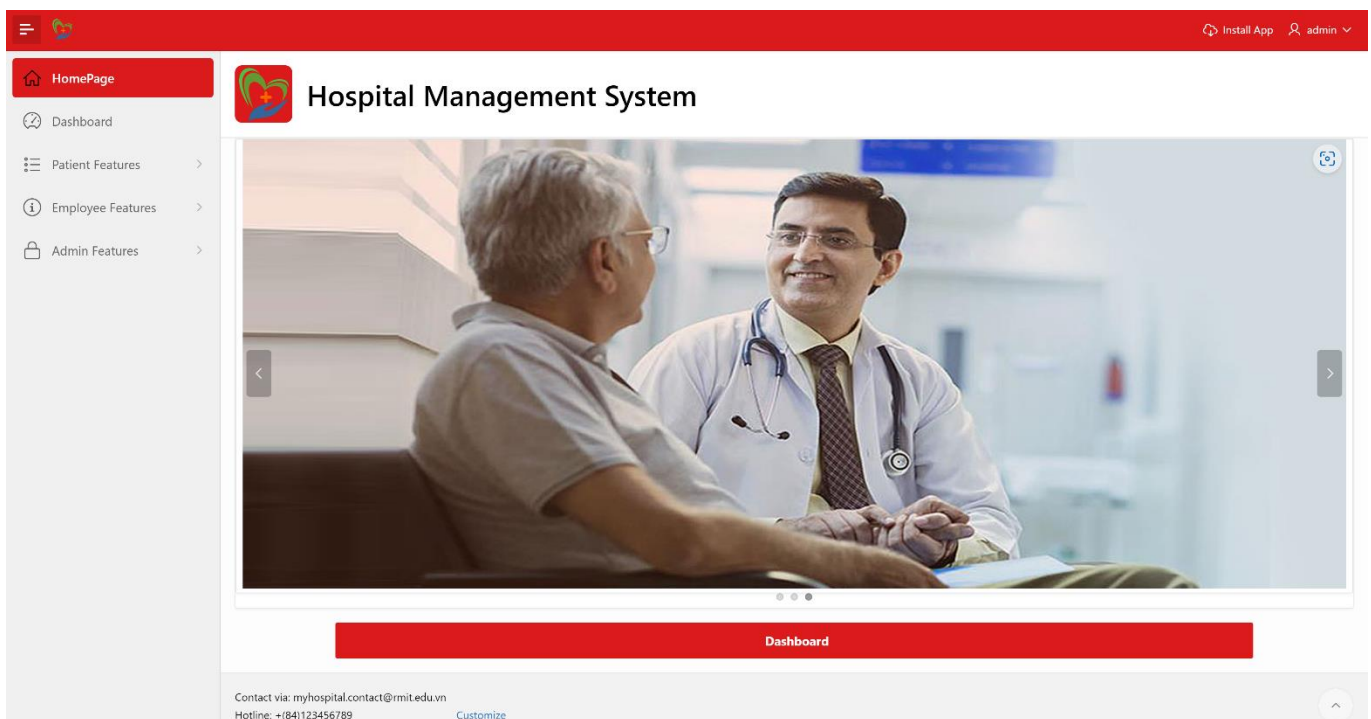 Install App admin
HomePage
Hospital Management System
Dashboard
Patient Features
Employee Features
Admin Features
Dashboard
Contact via: myhospital.contact@rmit.edu.vn
Hotline: +(84)123456789 Customize